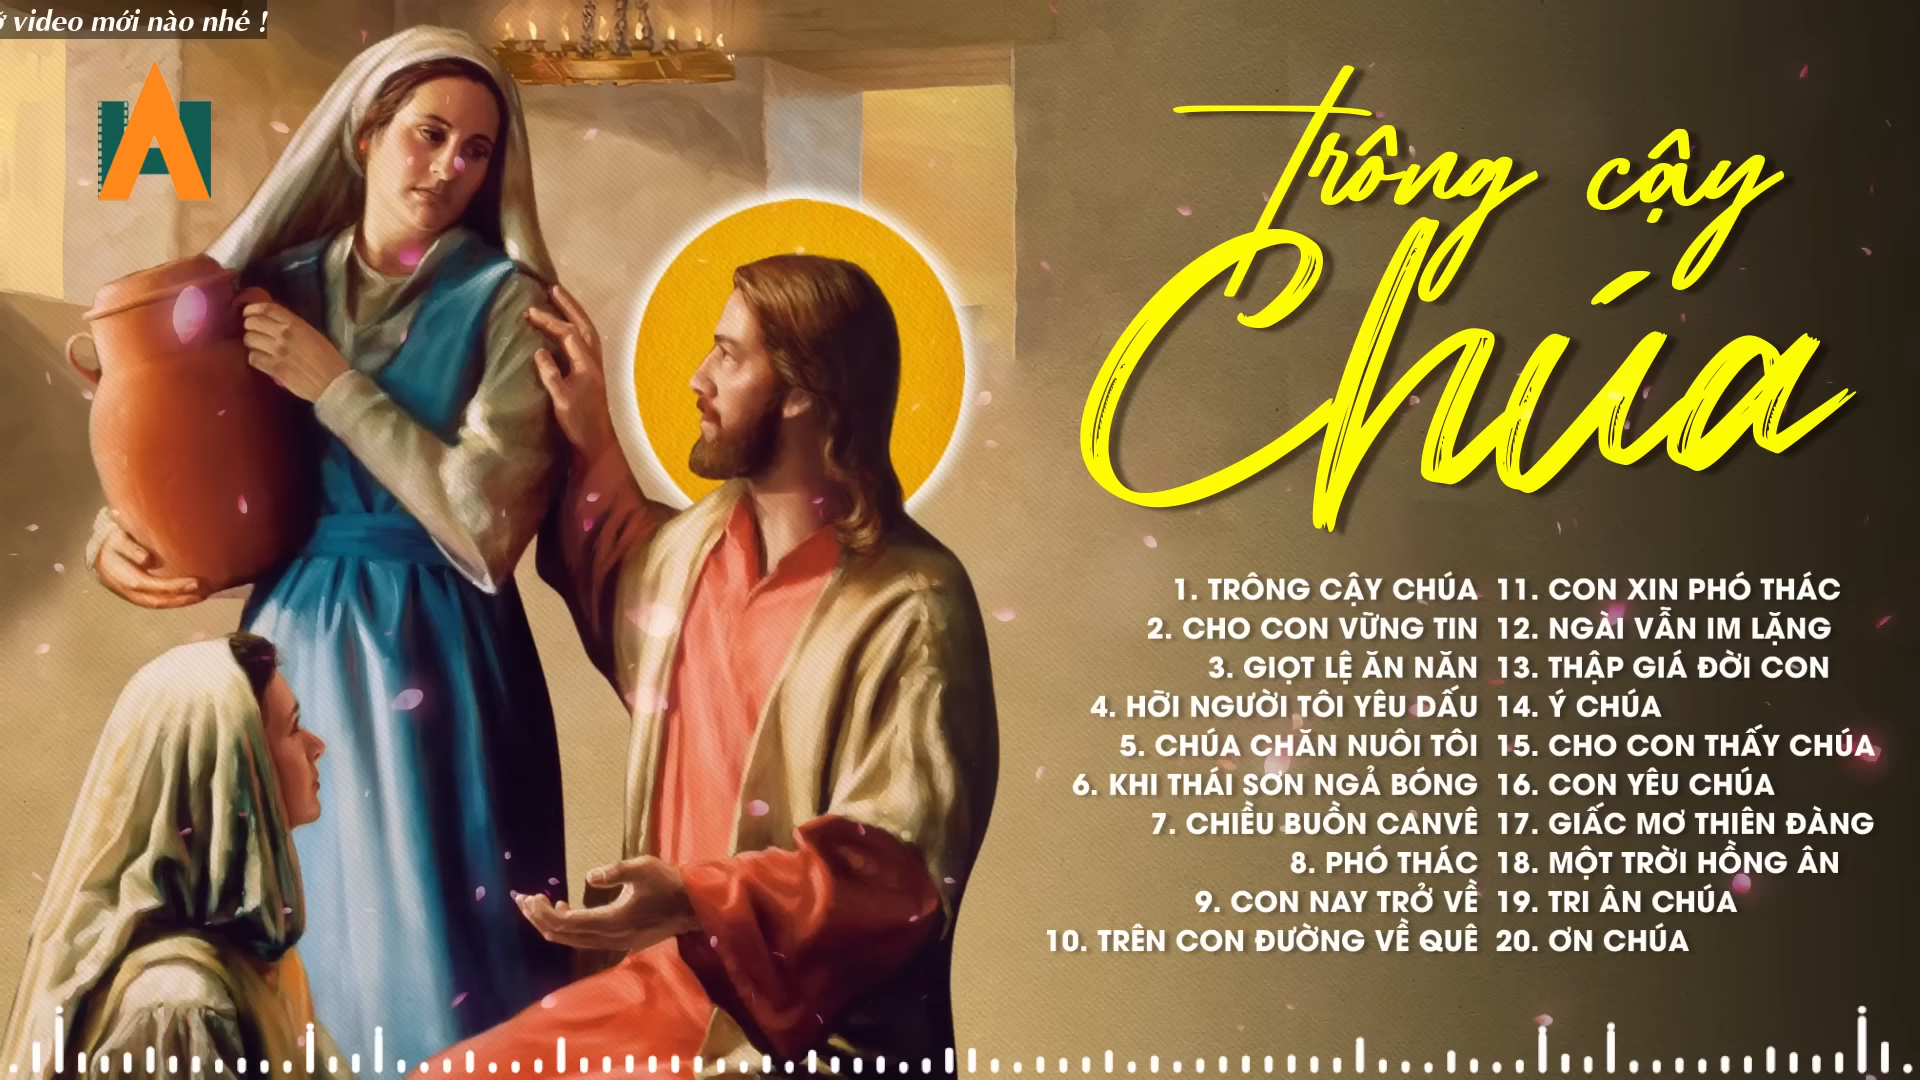 video mới nào nhé !
Trông cậy
Chúa
1. TRÔNG CẬY CHÚA
2. CHO CON VỮNG TIN
3. GIỌT LỆ ĂN NĂN
4. HỠI NGƯỜI TÔI YÊU DẤU
5. CHÚA CHĂN NUÔI TÔI
6. KHI THÁI SƠN NGẢ BÓNG
7. CHIỀU BUỒN CANVÊ
8. PHÓ THÁC
9. CON NAY TRỞ VỀ
10. TRÊN CON ĐƯỜNG VỀ QUÊ
11. CON XIN PHÓ THÁC
12. NGÀI VẪN IM LẶNG
13. THẬP GIÁ ĐỜI CON
14. Ý CHÚA
15. CHO CON THẤY CHÚA
16. CON YÊU CHÚA
17. GIẤC MƠ THIÊN ĐÀNG
18. MỘT TRỜI HỒNG ÂN
19. TRI ÂN CHÚA
20. ƠN CHÚA